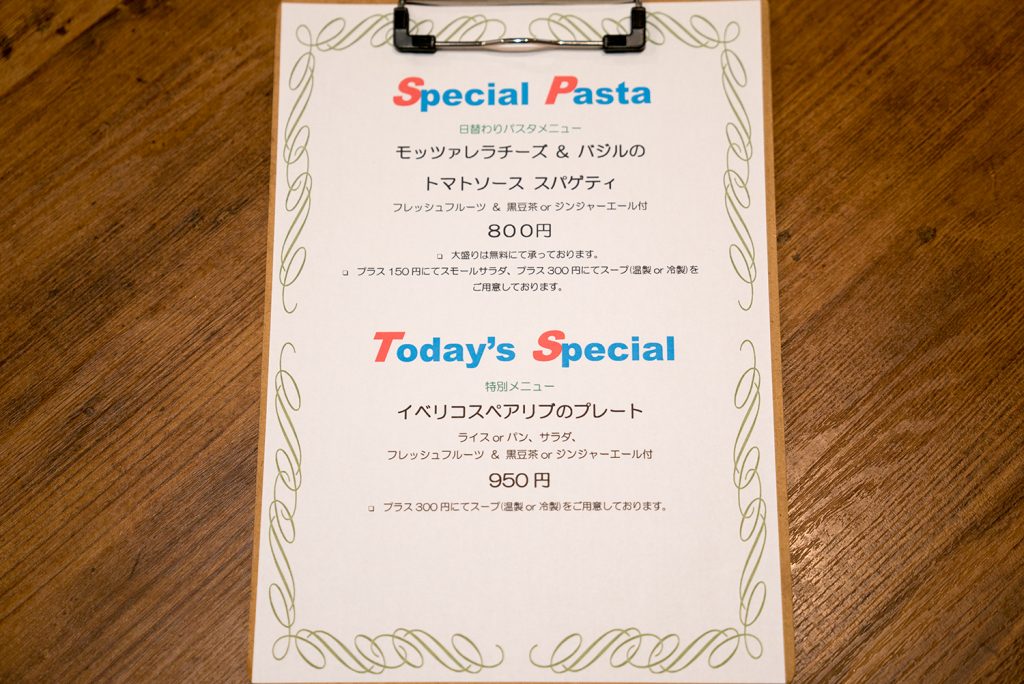 Special Pasta
日替わりパスタメニュー
モッツァレラチーズ & バジルの
トマトソース スパゲティ
フレッシュフルーツ & 黒豆茶 or ジンジャーエール付
800円
❏ 大盛りは無料にて承っております。
❏ プラス150円にてスモールサラダ、プラス300円にてスープ(温製 or 冷製)を
ご用意しております。
Today's Special
特別メニュー
イベリコスペアリブのプレート
ライス or パン、サラダ、
フレッシュフルーツ & 黒豆茶 or ジンジャーエール付
950円
❏ プラス300円にてスープ(温製 or 冷製)をご用意しております。